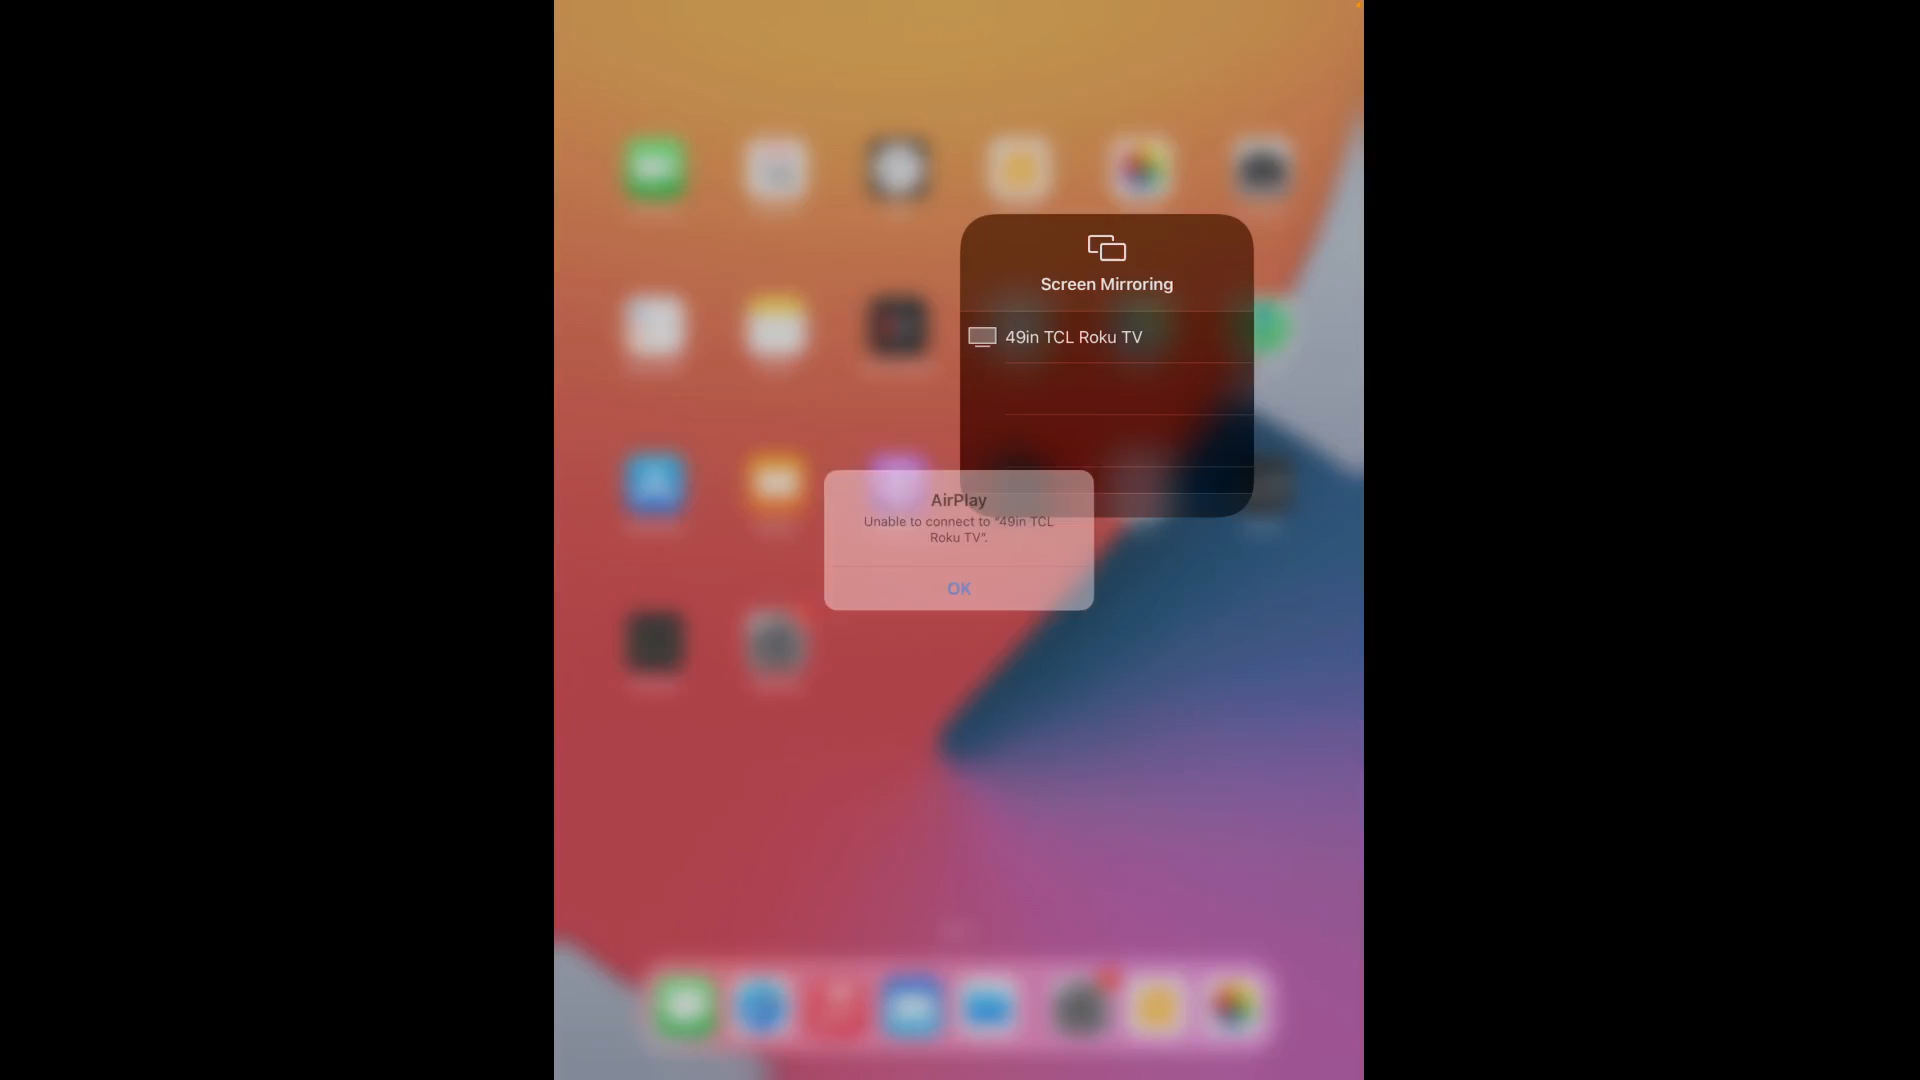 Screen Mirroring
49in TCL Roku TV
AirPlay
Unable to connect to “49in TCL
Roku TV”.
OK